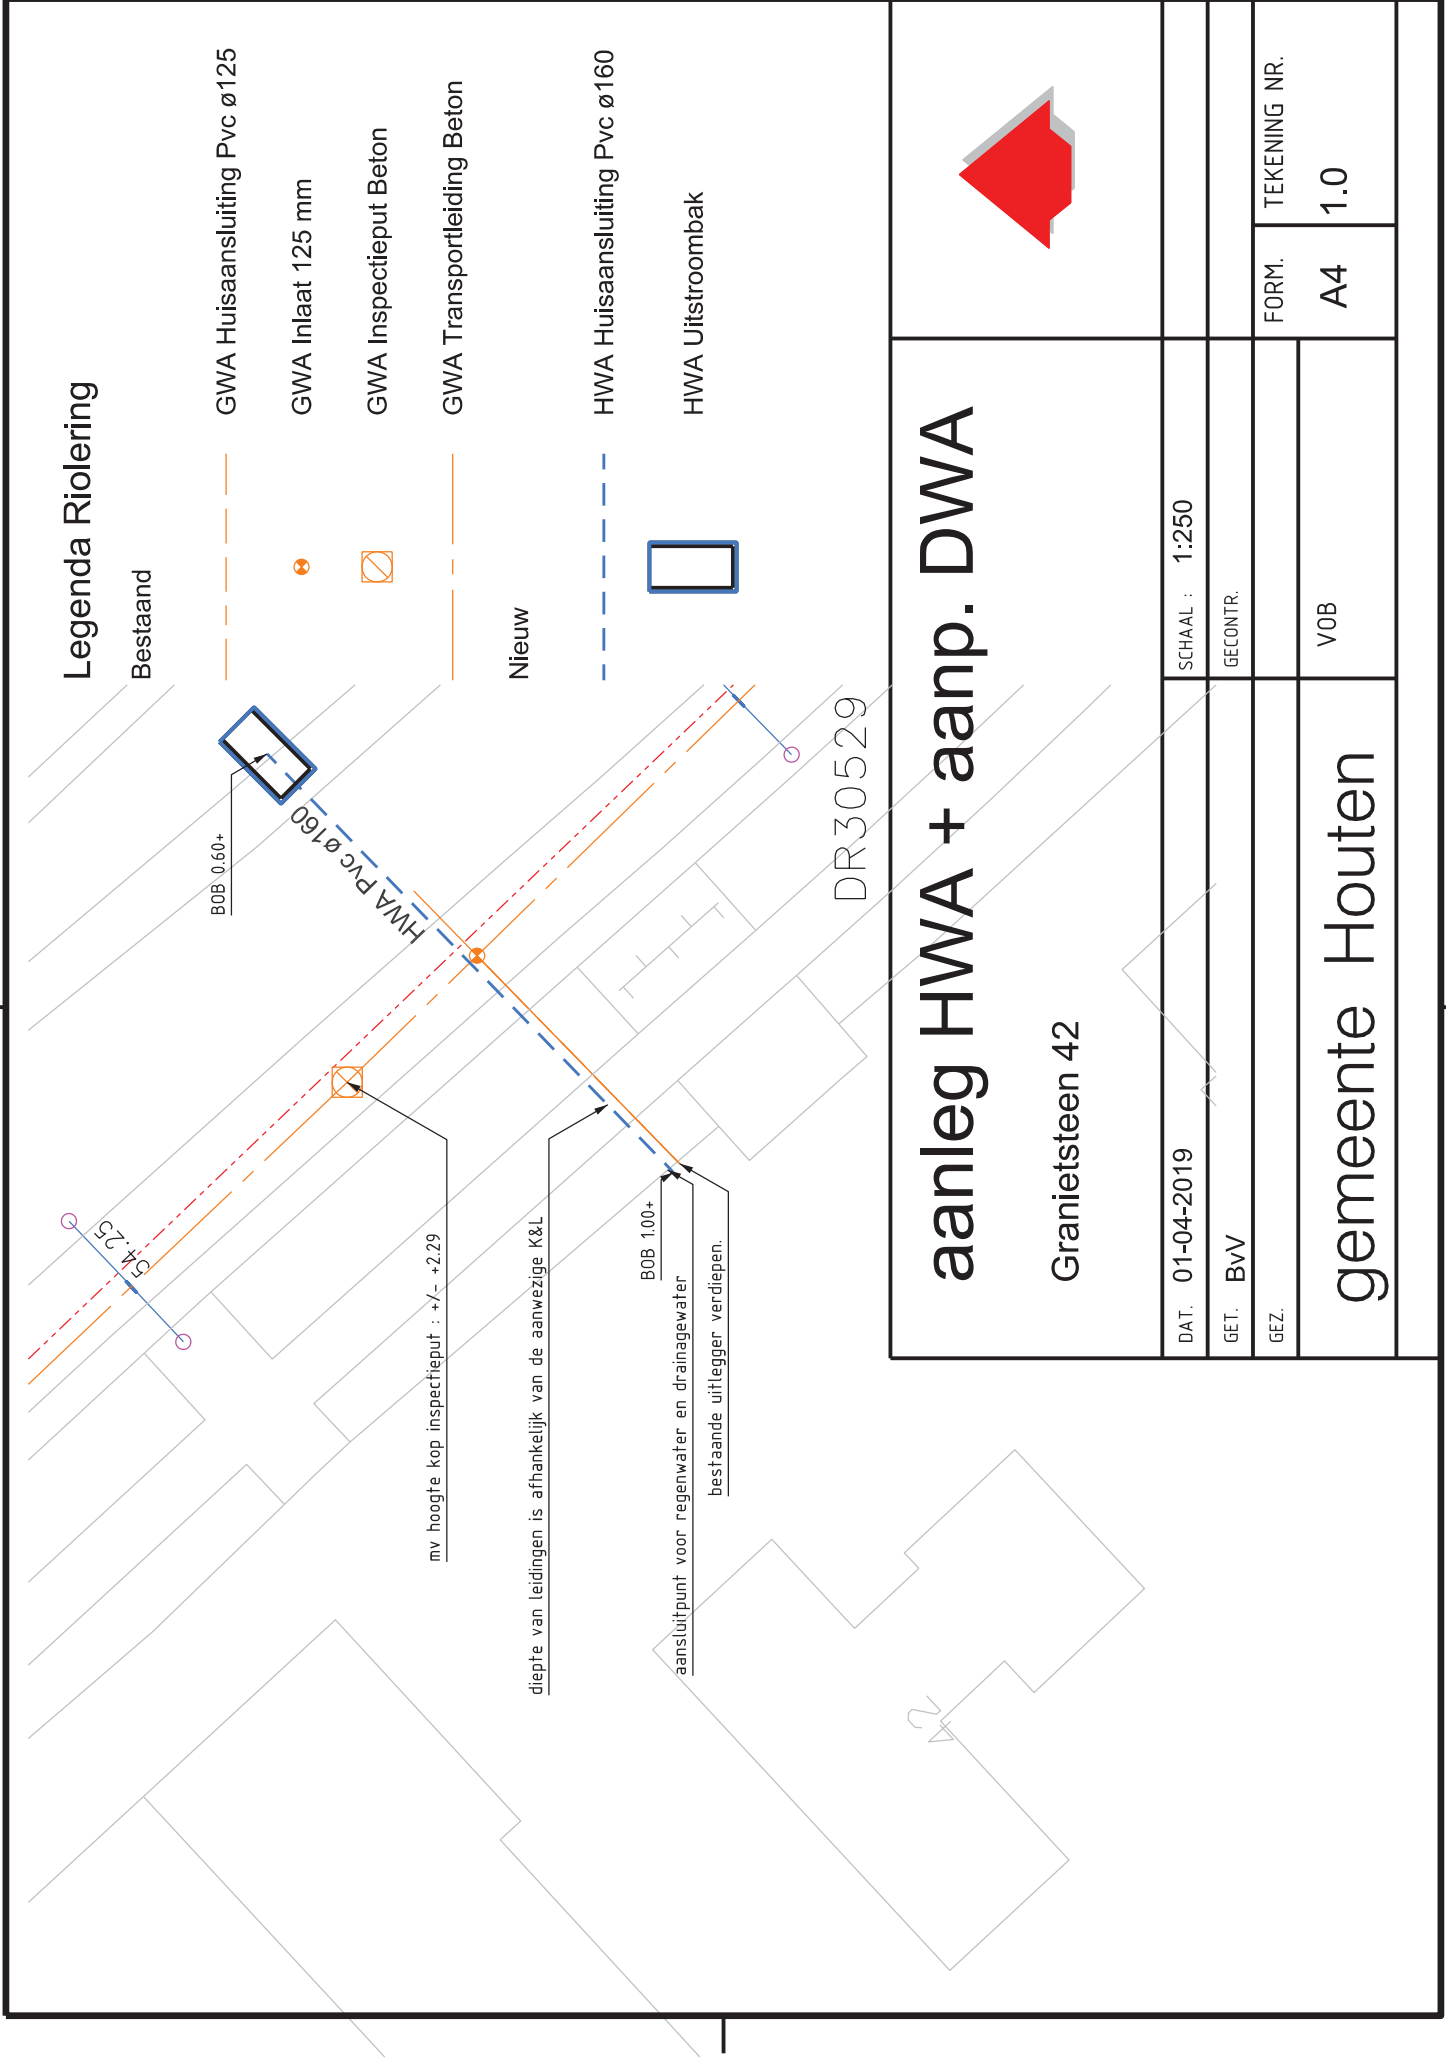 Legenda Riolering
Bestaand
GWA Huisaansluiting Pvc ø125
GWA Inlaat 125 mm
GWA Inspectieput Beton
GWA Transportleiding Beton
Nieuw
HWA Huisaansluiting Pvc ø160
HWA Uitstroombak
BOB 0.60+
HWA Pvc ø160
54.25
mv hoogte kop inspectieput : +/- +2.29
diepte van leidingen is afhankelijk van de aanwezige K&L
BOB 1.00+
aansluitpunt voor regenwater en drainagewater
bestaande uitlegger verdiepen.
42
DR30529
aanleg HWA + aanp. DWA
Granietsteen 42
DAT. 01-04-2019
SCHAAL : 1:250
GET. BvV
GECONTR.
GEZ.
FORM. A4
TEKENING NR. 1.0
gemeente Houten
VOB